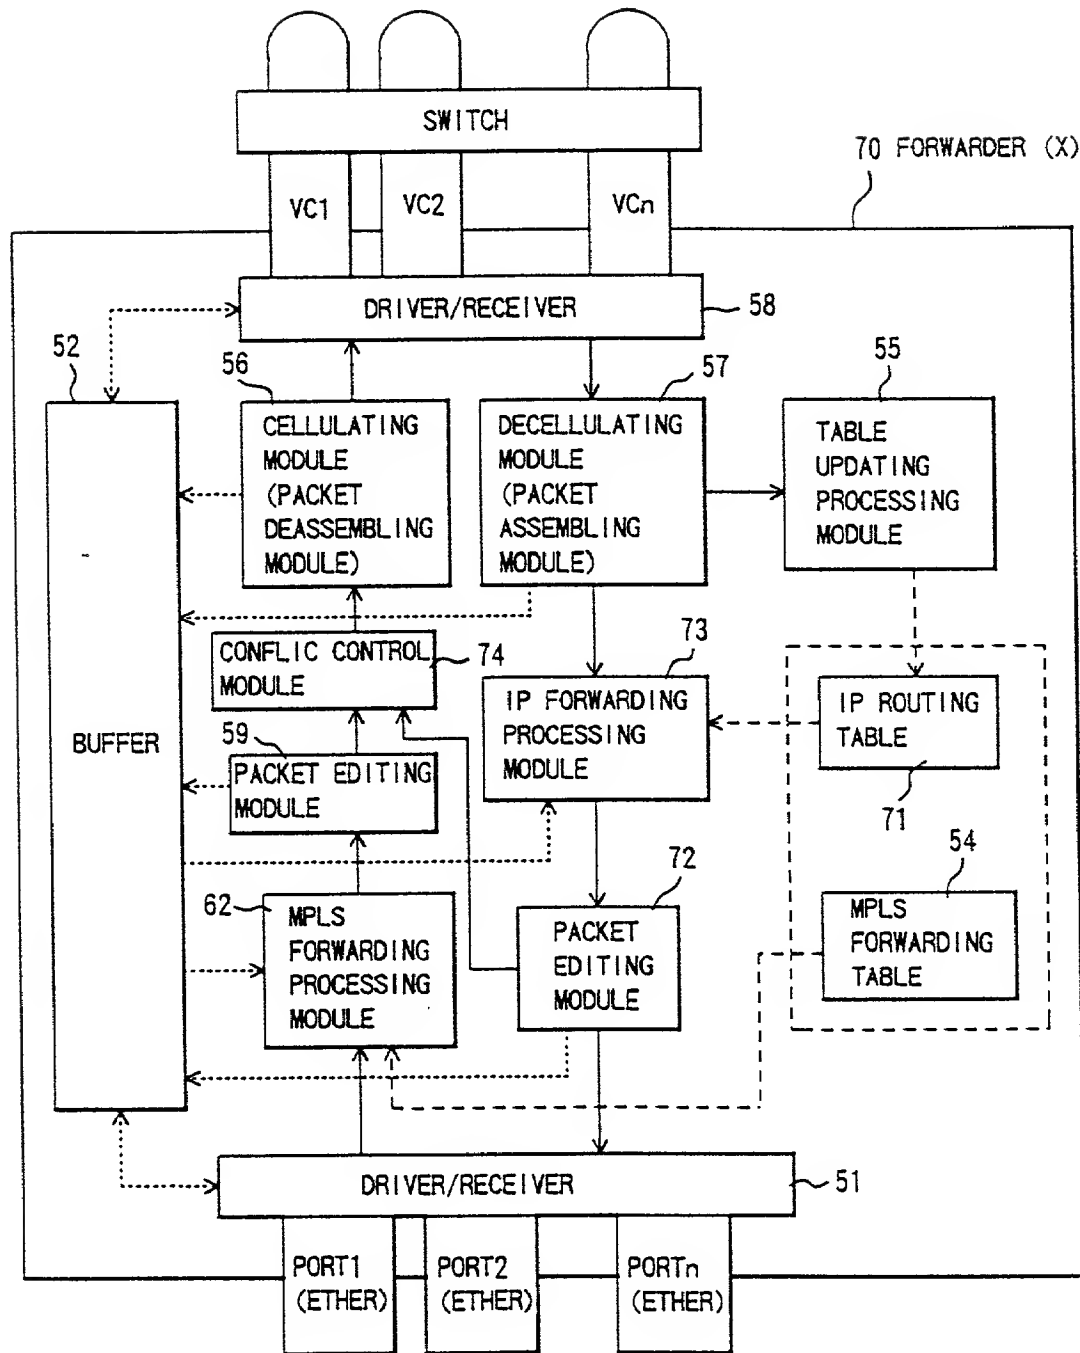 SWITCH
70 FORWARDER (X)
VC1
VC2
VCn
DRIVER/RECEIVER
58
52
56
57
55
CELLULATING
MODULE
(PACKET
DEASSEMBLING
MODULE)
DECELLULATING
MODULE
(PACKET
ASSEMBLING
MODULE)
TABLE
UPDATING
PROCESSING
MODULE
CONFLIC CONTROL
MODULE
74
73
IP FORWARDING
PROCESSING
MODULE
IP ROUTING
TABLE
71
BUFFER
59
PACKET EDITING
MODULE
62
MPLS
FORWARDING
PROCESSING
MODULE
72
PACKET
EDITING
MODULE
54
MPLS
FORWARDING
TABLE
DRIVER/RECEIVER
51
PORT1
(ETHER)
PORT2
(ETHER)
PORTn
(ETHER)